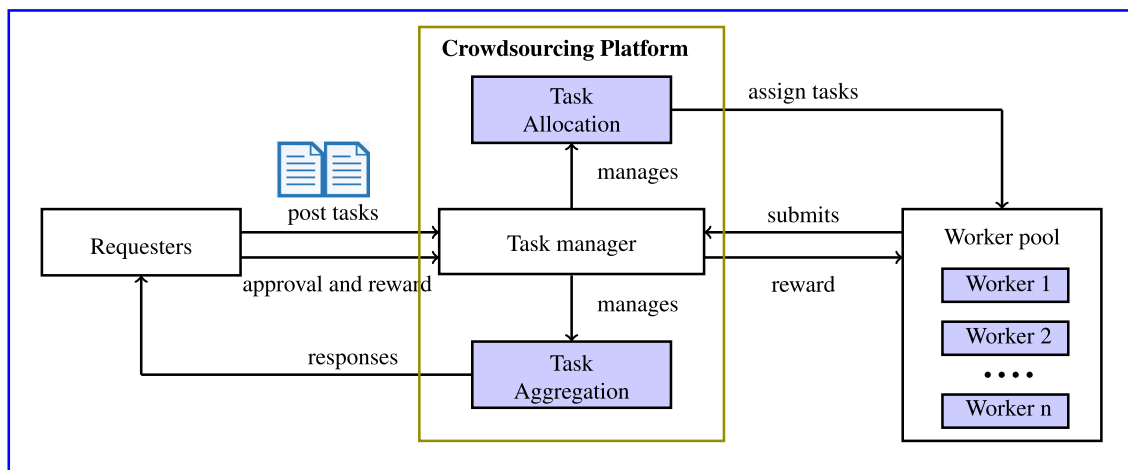 Crowdsourcing Platform
Task
Allocation
assign tasks
manages
post tasks
submits
Requesters
Task manager
Worker pool
approval and reward
reward
Worker 1
manages
Worker 2
responses
Task
Aggregation
....
Worker n